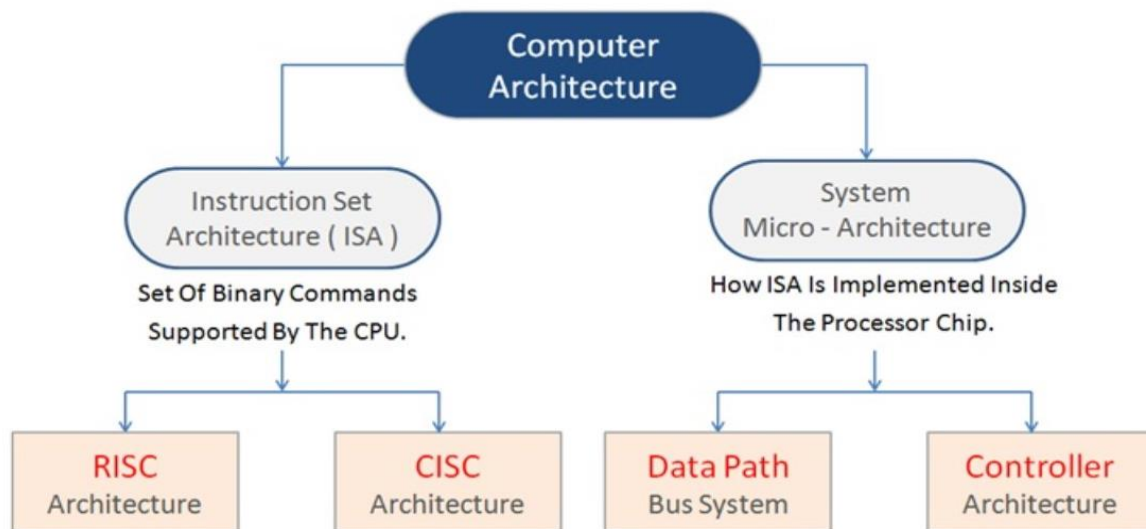 Computer
Architecture
Instruction Set
Architecture ( ISA )
Set Of Binary Commands
Supported By The CPU.
System
Micro - Architecture
How ISA Is Implemented Inside
The Processor Chip.
RISC
Architecture
CISC
Architecture
Data Path
Bus System
Controller
Architecture